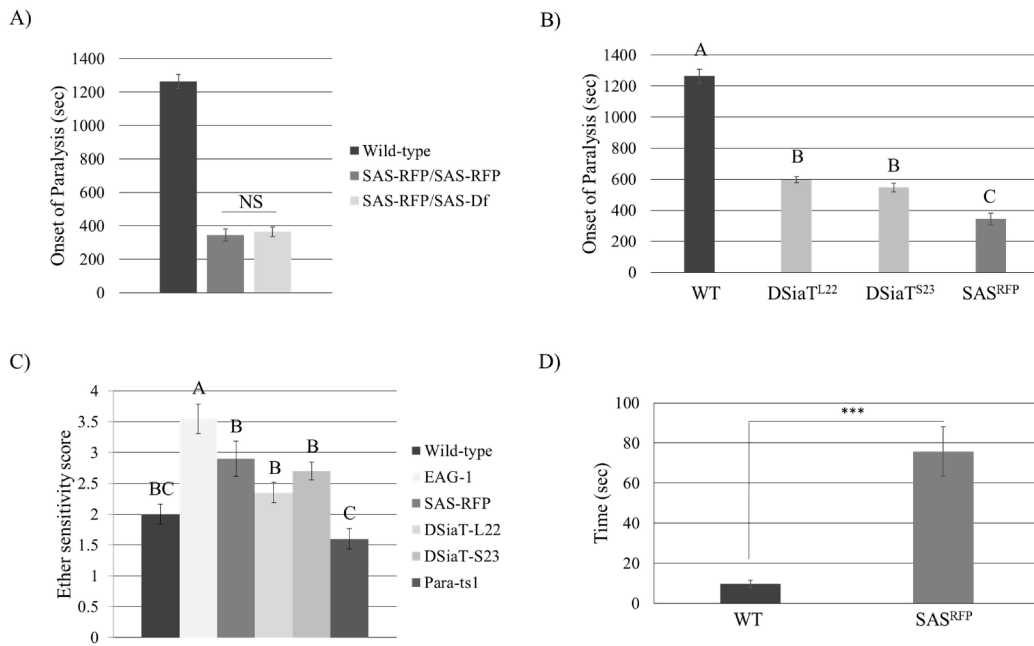 A)
1400
1200
1000
800
600
400
200
0
Onset of Paralysis (sec)
NS
Wild-type
SAS-RFP/SAS-RFP
SAS-RFP/SAS-Df
B)
1400
1200
1000
800
600
400
200
0
Onset of Paralysis (sec)
A
B
B
C
WT
DSiaT^L22
DSiaT^S23
SAS^RFP
C)
4
3.5
3
2.5
2
1.5
1
0.5
0
Ether sensitivity score
BC
A
B
B
B
C
Wild-type
EAG-1
SAS-RFP
DSiaT-L22
DSiaT-S23
Para-ts1
D)
100
80
60
40
20
0
Time (sec)
***
WT
SAS^RFP